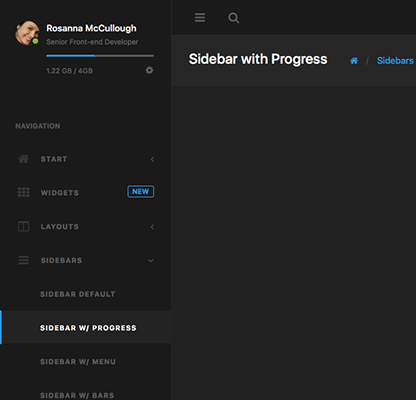 Rosanna McCullough
Senior Front-end Developer
1.22 GB / 4GB
Sidebar with Progress
/ Sidebars
NAVIGATION
START
WIDGETS NEW
LAYOUTS
SIDEBARS
SIDEBAR DEFAULT
SIDEBAR W/ PROGRESS
SIDEBAR W/ MENU
SIDEBAR W/ BARS